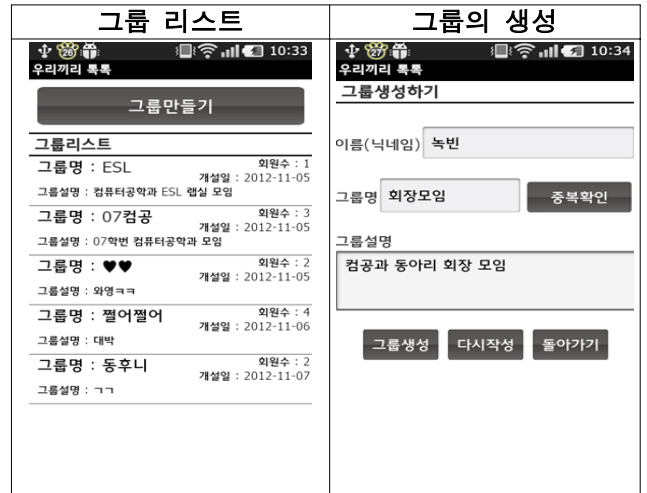 그룹 리스트
그룹의 생성
26 10:33
우리끼리 톡톡
그룹만들기
그룹리스트
그룹명 : ESL 회원수 : 1
개설일 : 2012-11-05
그룹설명 : 컴퓨터공학과 ESL 랩실 모임
그룹명 : 07컴공 회원수 : 3
개설일 : 2012-11-05
그룹설명 : 07학번 컴퓨터공학과 모임
그룹명 : ♥♥ 회원수 : 2
개설일 : 2012-11-05
그룹설명 : 와영ㅋㅋ
그룹명 : 쩔어쩔어 회원수 : 4
개설일 : 2012-11-06
그룹설명 : 대박
그룹명 : 동후니 회원수 : 2
개설일 : 2012-11-07
그룹설명 : ㄱㄱ
27 10:34
우리끼리 톡톡
그룹생성하기
이름(닉네임) 녹빈
그룹명 회장모임 중복확인
그룹설명
컴공과 동아리 회장 모임
그룹생성 다시작성 돌아가기